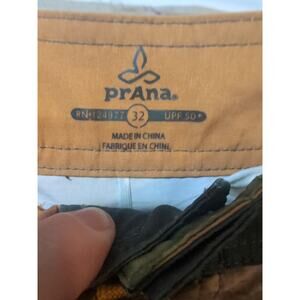 prAna®
RN• 124977 32 UPF 50+
MADE IN CHINA
FABRIQUE EN CHINE